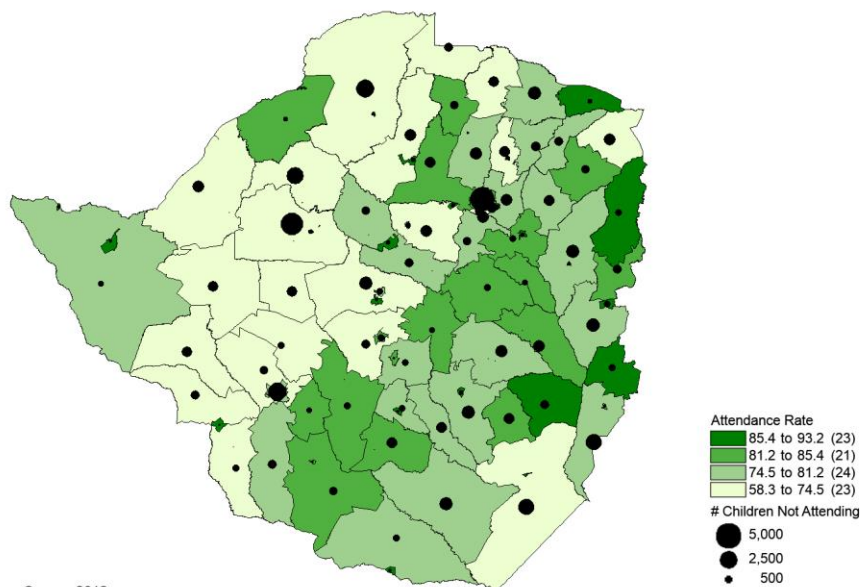 Attendance Rate
85.4 to 93.2 (23)
81.2 to 85.4 (21)
74.5 to 81.2 (24)
58.3 to 74.5 (23)
# Children Not Attending
5,000
2,500
500